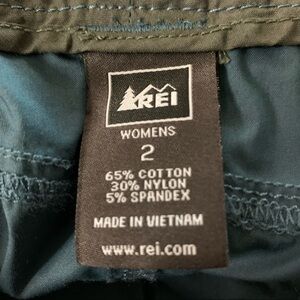 REI
WOMENS
2
65% COTTON
30% NYLON
5% SPANDEX
MADE IN VIETNAM
www.rei.com